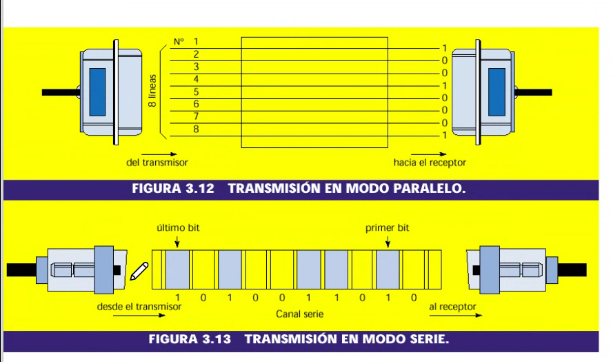 Nº 1
2
3
4
5
6
7
8
8 líneas
1
0
0
1
0
0
0
1
del transmisor
hacia el receptor
FIGURA 3.12 TRANSMISIÓN EN MODO PARALELO.
último bit
primer bit
1 0 1 0 0 1 1 0 1 0
desde el transmisor
Canal serie
al receptor
FIGURA 3.13 TRANSMISIÓN EN MODO SERIE.